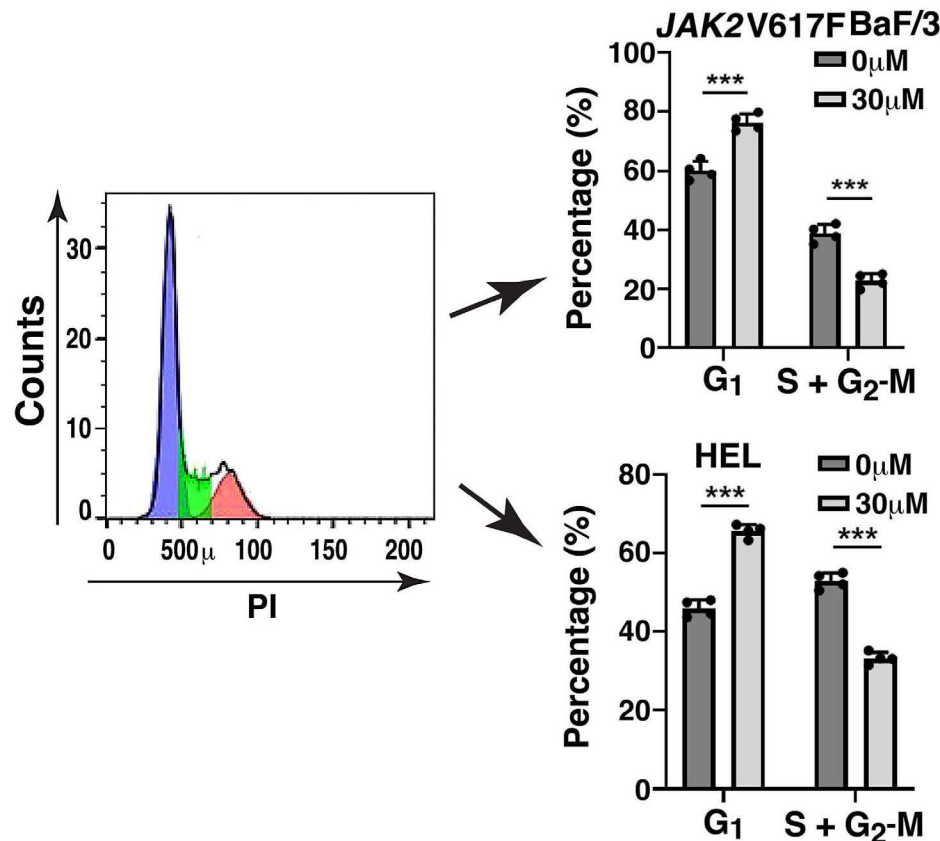 Counts
30
20
10
0
0 500μ 100 150 200
PI
JAK2V617F BaF/3
0μM
30μM
Percentage (%)
100
80
60
40
20
0
***
***
G1 S + G2-M
HEL
0μM
30μM
Percentage (%)
80
60
40
20
0
***
***
G1 S + G2-M